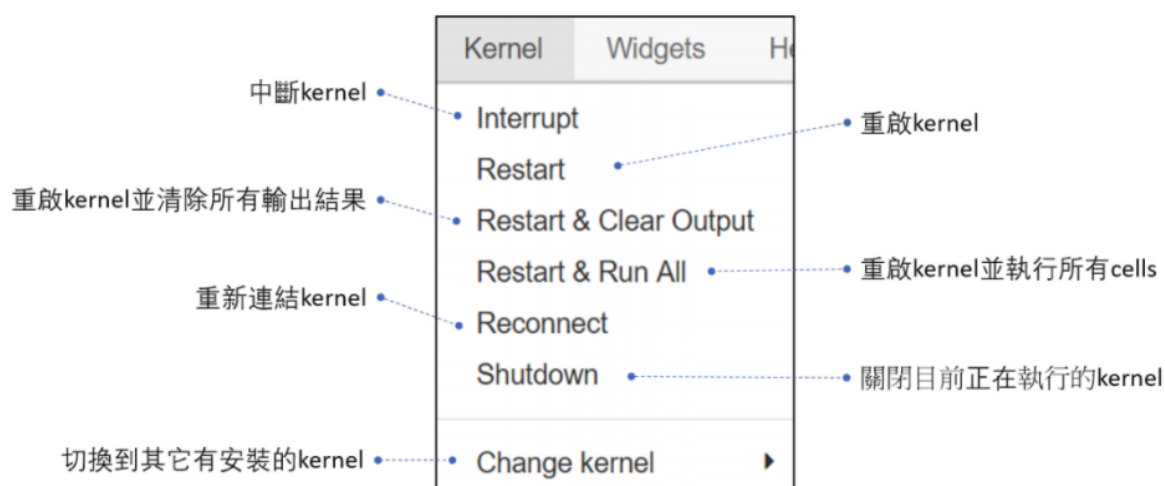 Kernel Widgets
中斷kernel
Interrupt
重啟kernel
Restart
重啟kernel並清除所有輸出結果
Restart & Clear Output
Restart & Run All
重啟kernel並執行所有cells
重新連結kernel
Reconnect
Shutdown
關閉目前正在執行的kernel
切換到其它有安裝的kernel
Change kernel